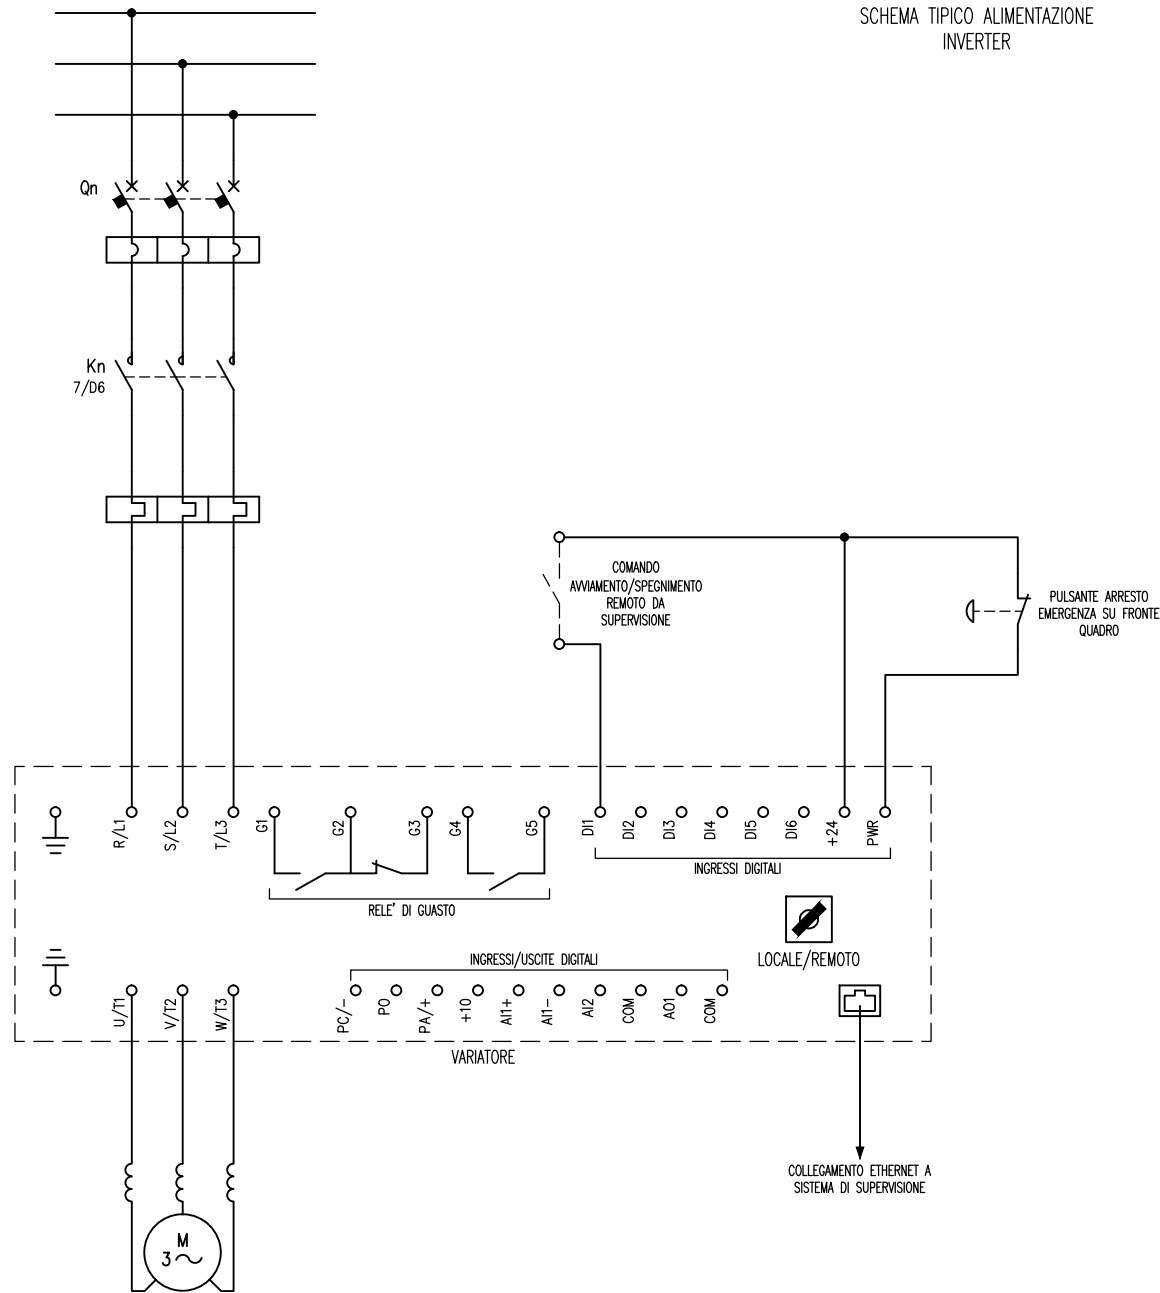 SCHEMA TIPICO ALIMENTAZIONE
INVERTER
Qn
Kn
7/D6
COMANDO
AVVIAMENTO/SPEGNIMENTO
REMOTO DA
SUPERVISIONE
PULSANTE ARRESTO
EMERGENZA SU FRONTE
QUADRO
R/L1
S/L2
T/L3
G1
G2
G3
G4
G5
DI1
DI2
DI3
DI4
DI5
DI6
+24
PWR
INGRESSI DIGITALI
RELE' DI GUASTO
LOCALE/REMOTO
INGRESSI/USCITE DIGITALI
U/T1
V/T2
W/T3
PC/-
PO
PA/+
+10
AI1+
AI1-
AI2
COM
AO1
COM
VARIATORE
COLLEGAMENTO ETHERNET A
SISTEMA DI SUPERVISIONE
M
3~